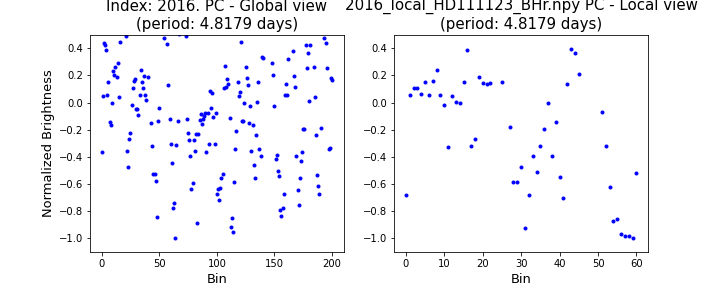 Index: 2016. PC - Global view
(period: 4.8179 days)
2016_local_HD111123_BHr.npy PC - Local view
(period: 4.8179 days)
Normalized Brightness
0.4
0.2
0.0
−0.2
−0.4
−0.6
−0.8
−1.0
0 50 100 150 200
Bin
0.4
0.2
0.0
−0.2
−0.4
−0.6
−0.8
−1.0
0 10 20 30 40 50 60
Bin